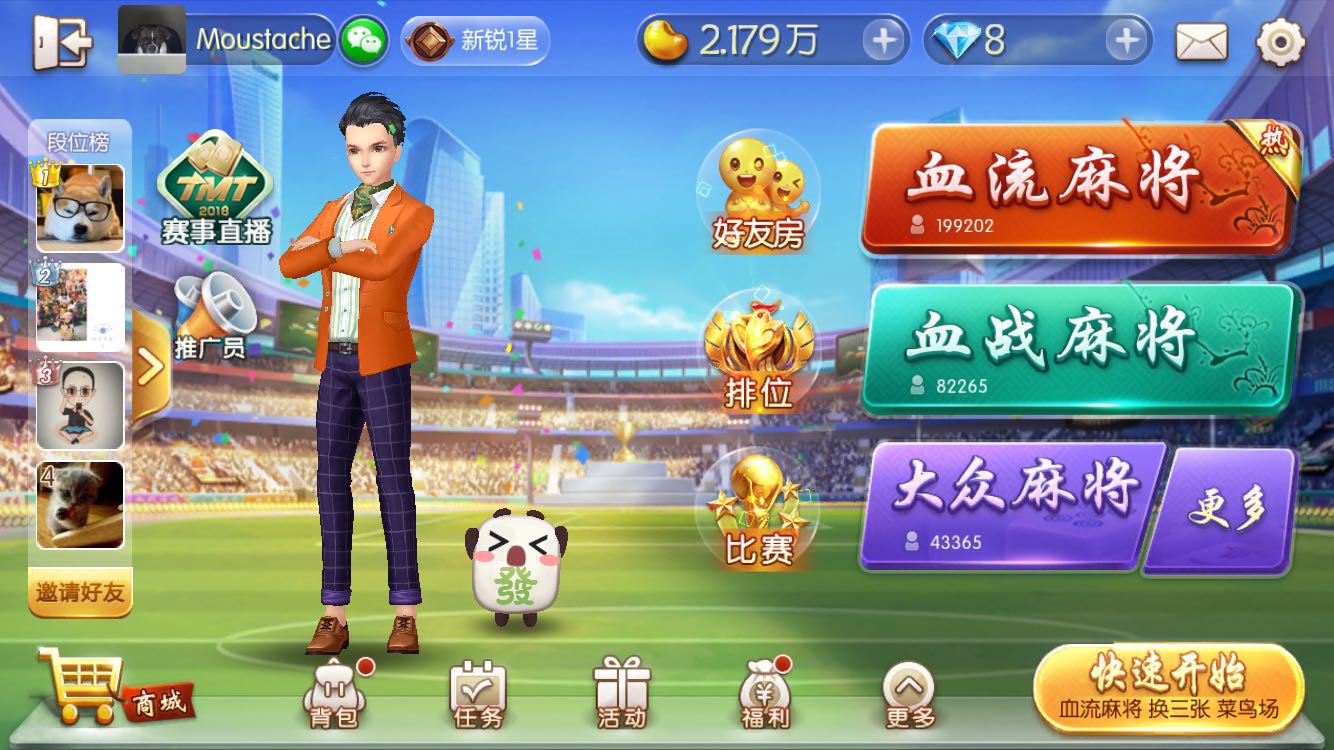 Moustache
新锐1星
2.179万
8
段位榜
1
2
3
4
邀请好友
TMT
2018
赛事直播
推广员
發
好友房
排位
比赛
血流麻将
热
199202
血战麻将
82265
大众麻将
43365
更多
商城
背包
任务
活动
¥
福利
更多
快速开始
血流麻将 换三张 菜鸟场